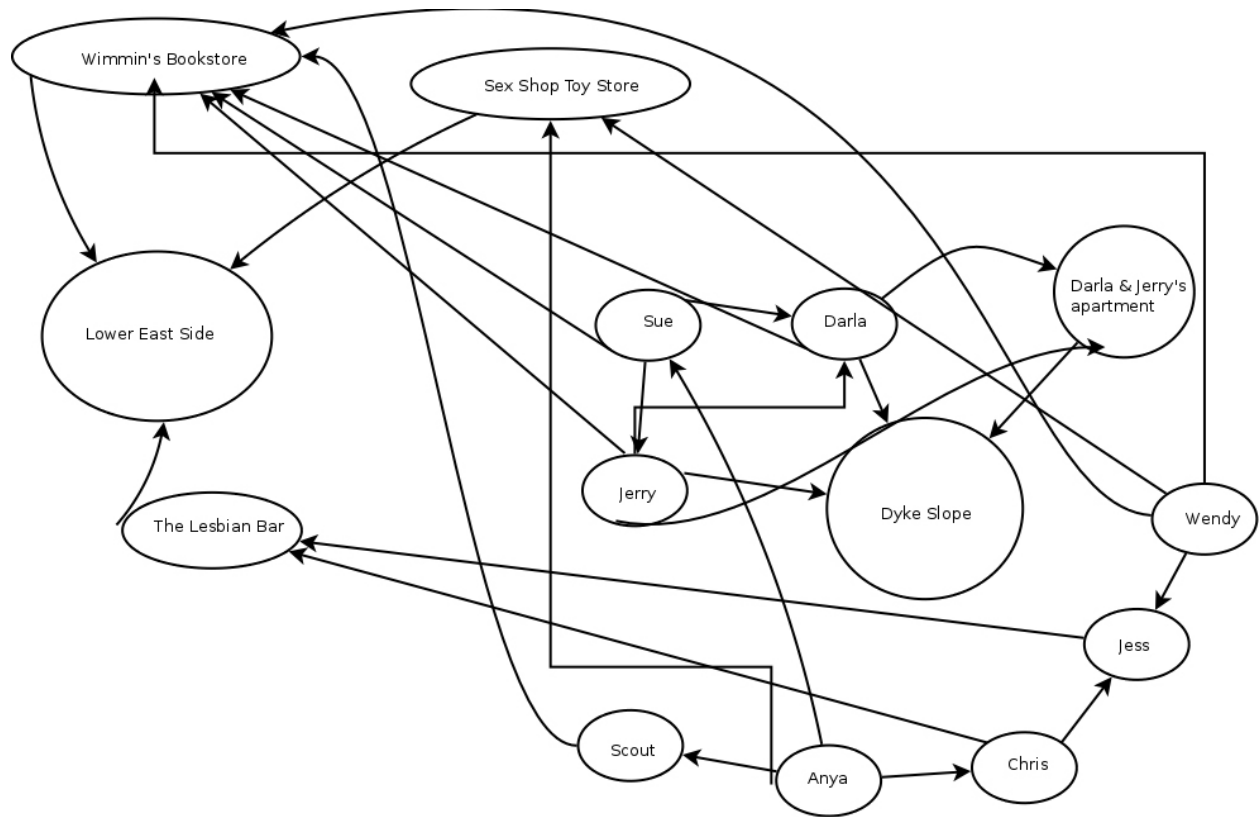 Wimmin's Bookstore
Sex Shop Toy Store
Darla & Jerry's
apartment
Sue
Darla
Lower East Side
Jerry
Dyke Slope
Wendy
The Lesbian Bar
Jess
Scout
Anya
Chris